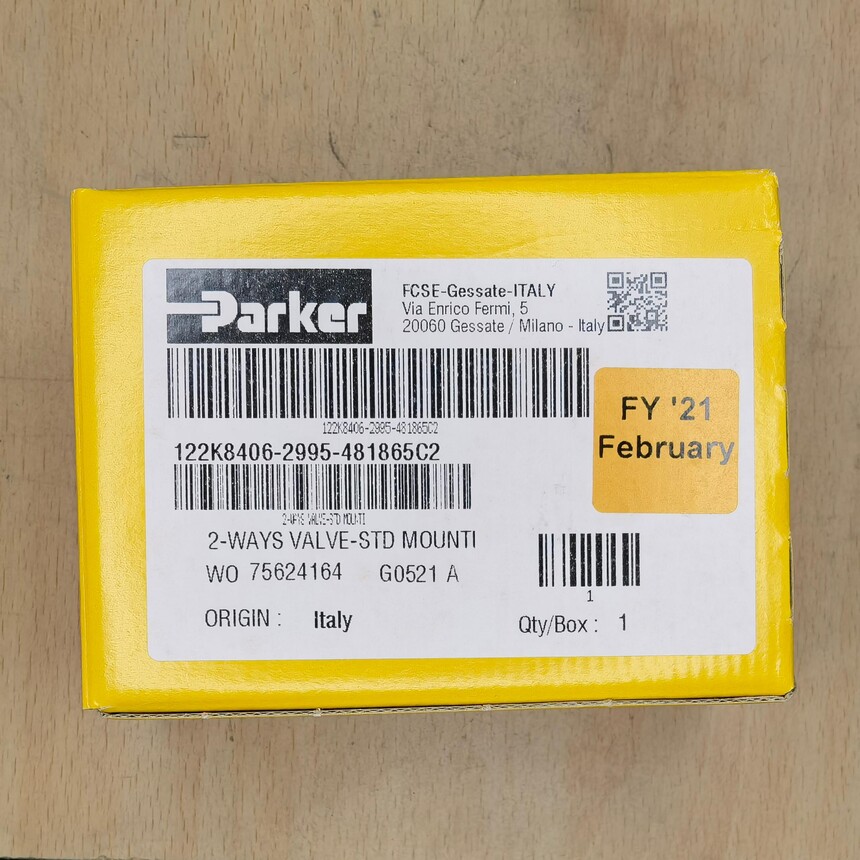 Parker
FCSE-Gessate-ITALY
Via Enrico Fermi, 5
20060 Gessate / Milano - Italy
122K8406-2995-481865C2
122K8406-2995-481865C2
FY '21
February
2-WAYS VALVE-STD MOUNTI
2-WAYS VALVE-STD MOUNTI
WO 75624164 G0521 A
1
ORIGIN : Italy
Qty/Box : 1